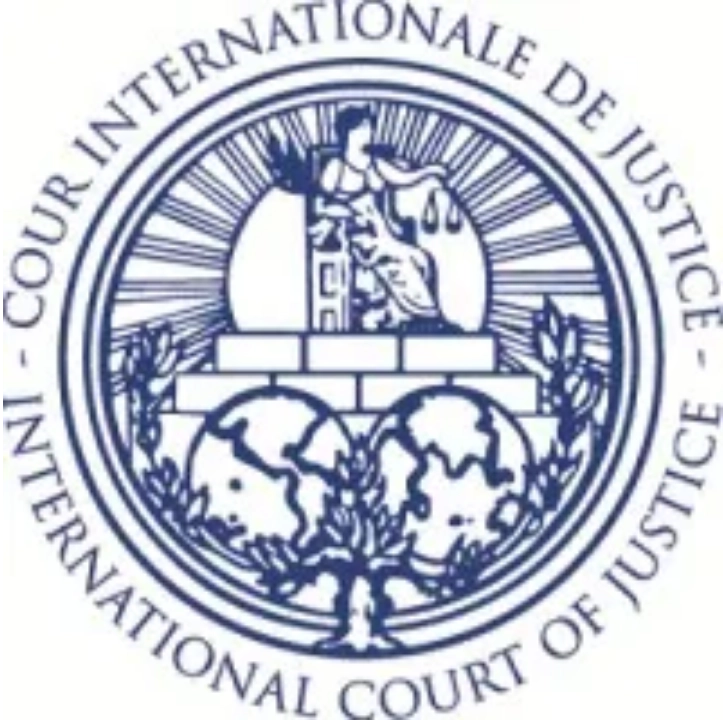 COUR INTERNATIONALE DE JUSTICE
INTERNATIONAL COURT OF JUSTICE